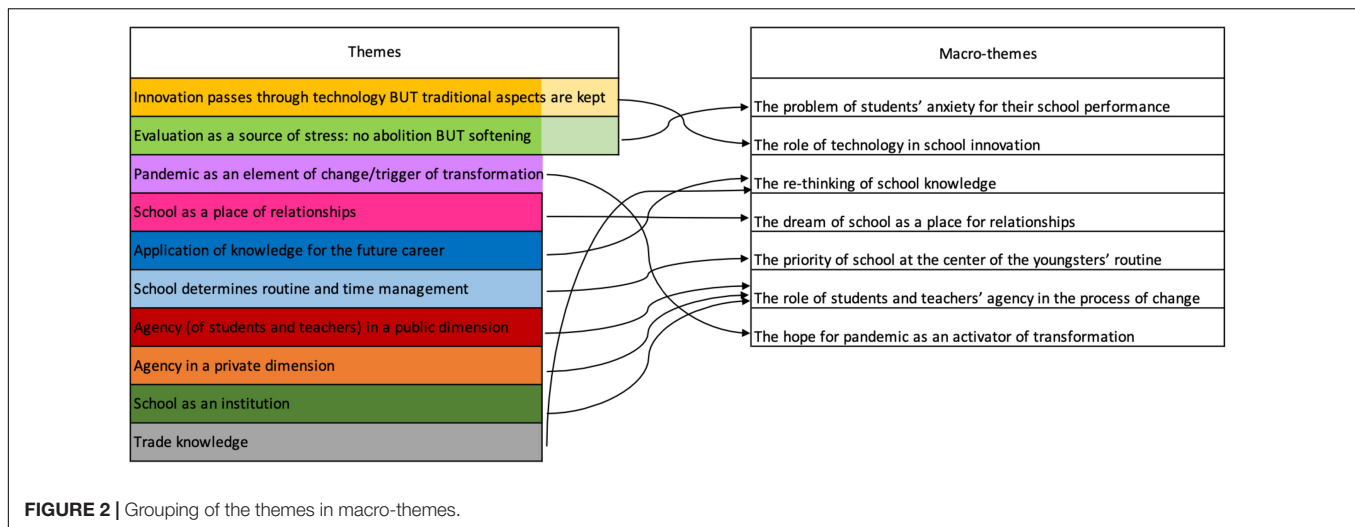 Themes
Innovation passes through technology BUT traditional aspects are kept
Evaluation as a source of stress: no abolition BUT softening
Pandemic as an element of change/trigger of transformation
School as a place of relationships
Application of knowledge for the future career
School determines routine and time management
Agency (of students and teachers) in a public dimension
Agency in a private dimension
School as an institution
Trade knowledge
Macro-themes
The problem of students’ anxiety for their school performance
The role of technology in school innovation
The re-thinking of school knowledge
The dream of school as a place for relationships
The priority of school at the center of the youngsters’ routine
The role of students and teachers’ agency in the process of change
The hope for pandemic as an activator of transformation
FIGURE 2 | Grouping of the themes in macro-themes.